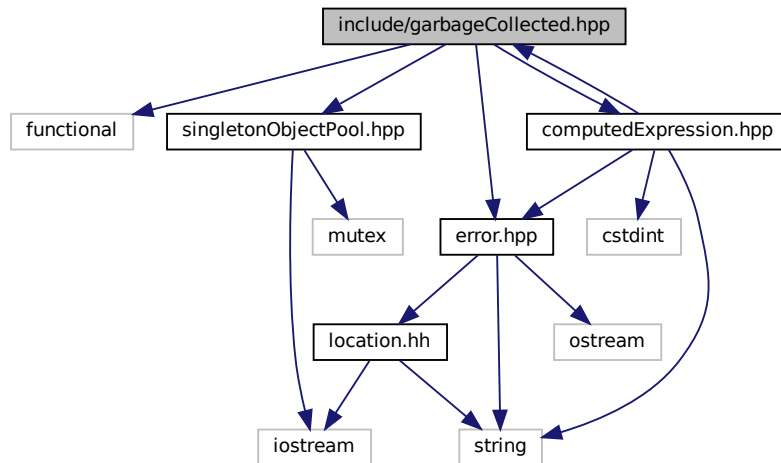 include/garbageCollected.hpp
functional
singletonObjectPool.hpp
computedExpression.hpp
mutex
error.hpp
cstdint
location.hh
ostream
iostream
string